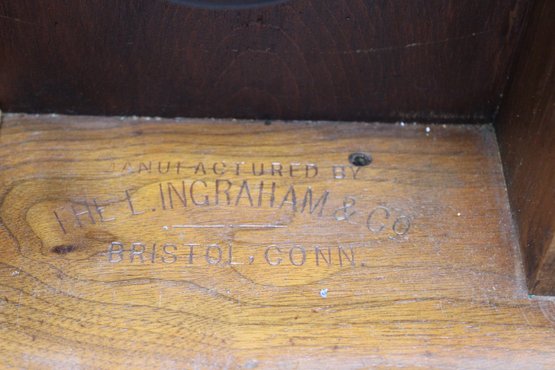 MANUFACTURED BY
THE E. INGRAHAM & CO
BRISTOL, CONN.